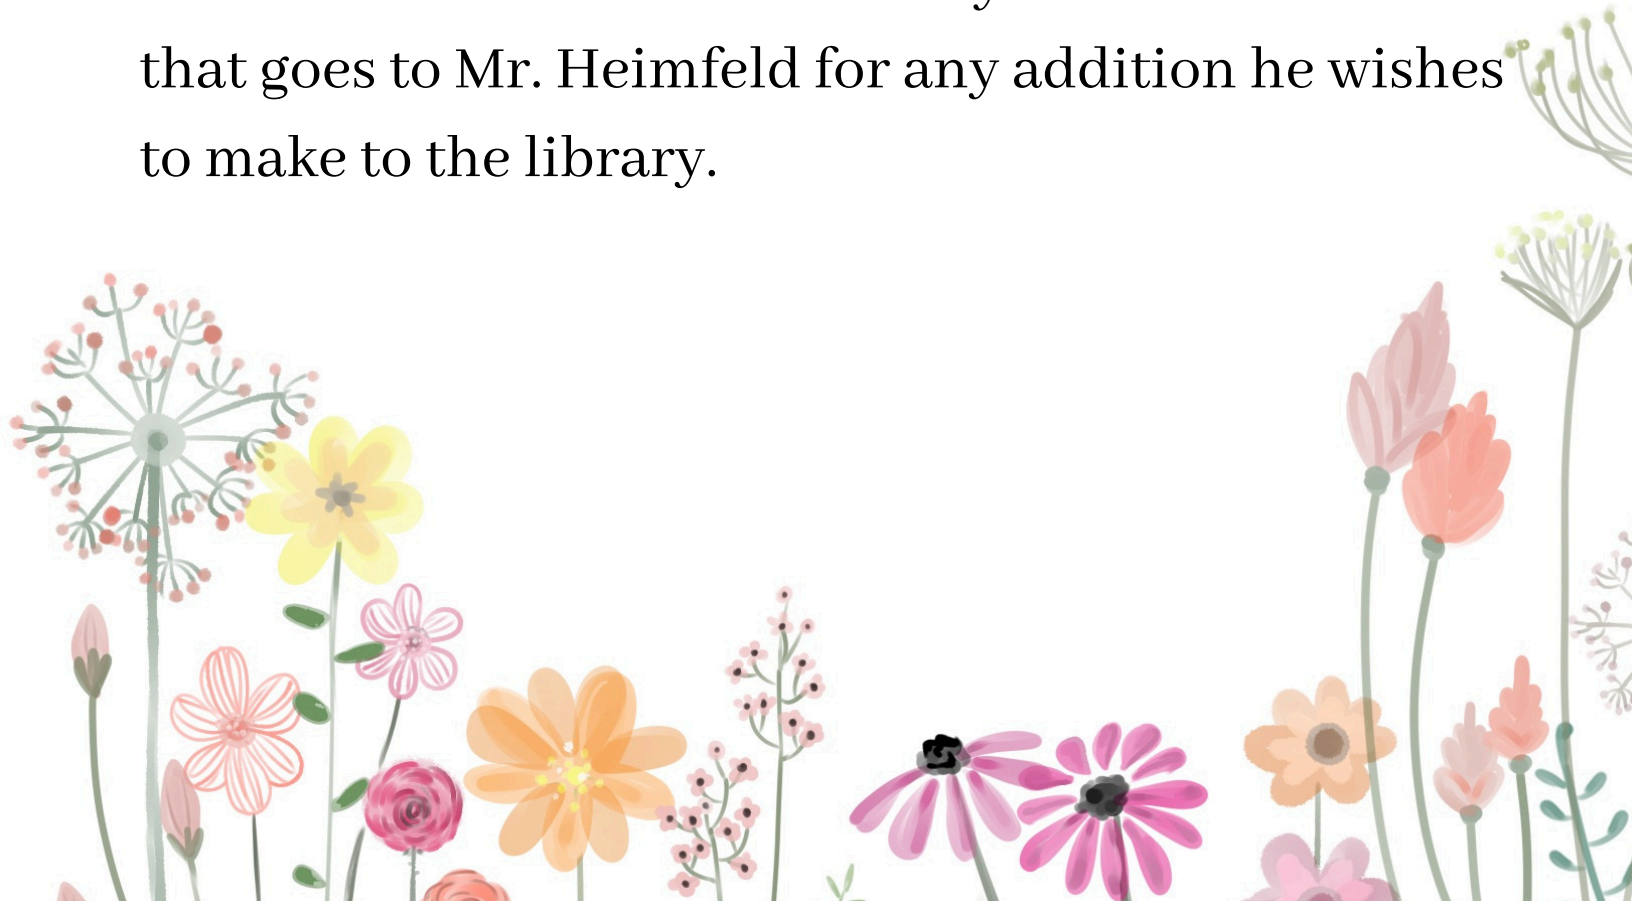 that goes to Mr. Heimfeld for any addition he wishes
to make to the library.